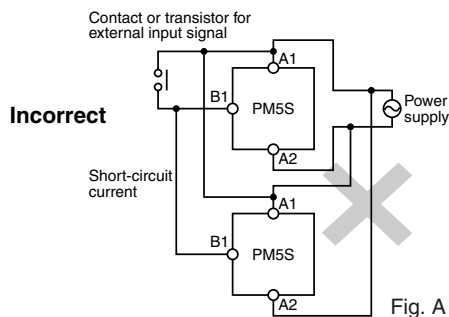 Contact or transistor for
external input signal
A1
B1
PM5S
Power
supply
Incorrect
A2
Short-circuit
current
A1
B1
PM5S
A2
Fig. A